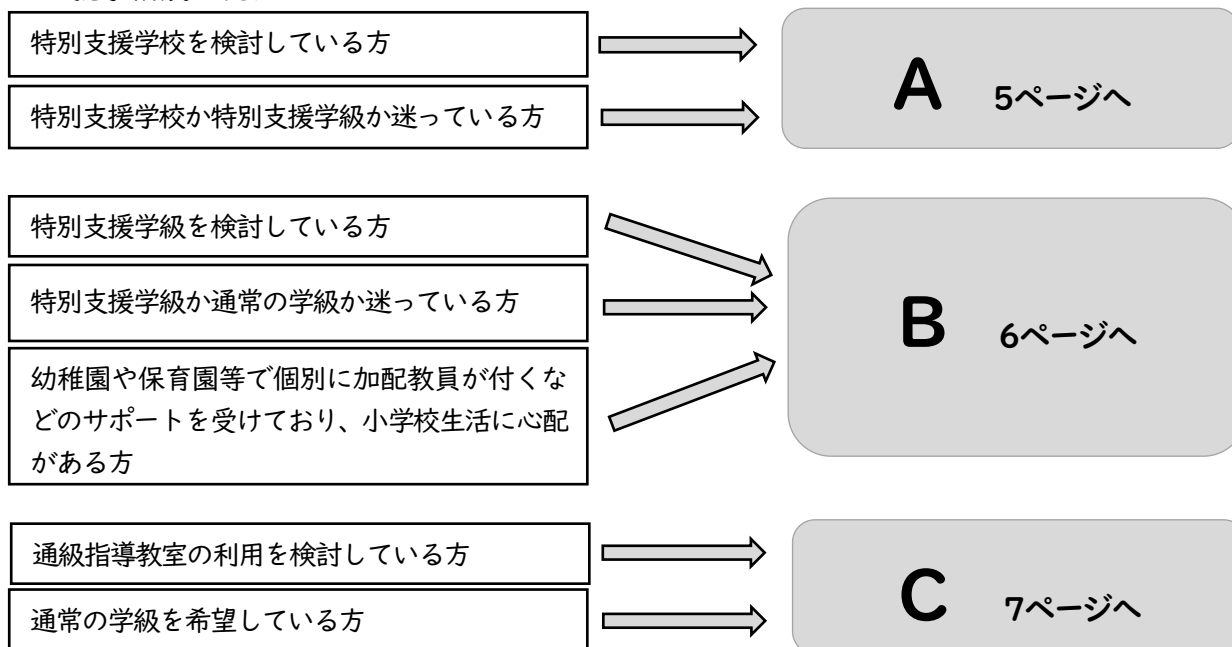 特別支援学校を検討している方
A 5ページへ
特別支援学校か特別支援学級か迷っている方
特別支援学級を検討している方
特別支援学級か通常の学級か迷っている方
B 6ページへ
幼稚園や保育園等で個別に加配教員が付くな
どのサポートを受けており、小学校生活に心配
がある方
通級指導教室の利用を検討している方
C 7ページへ
通常の学級を希望している方